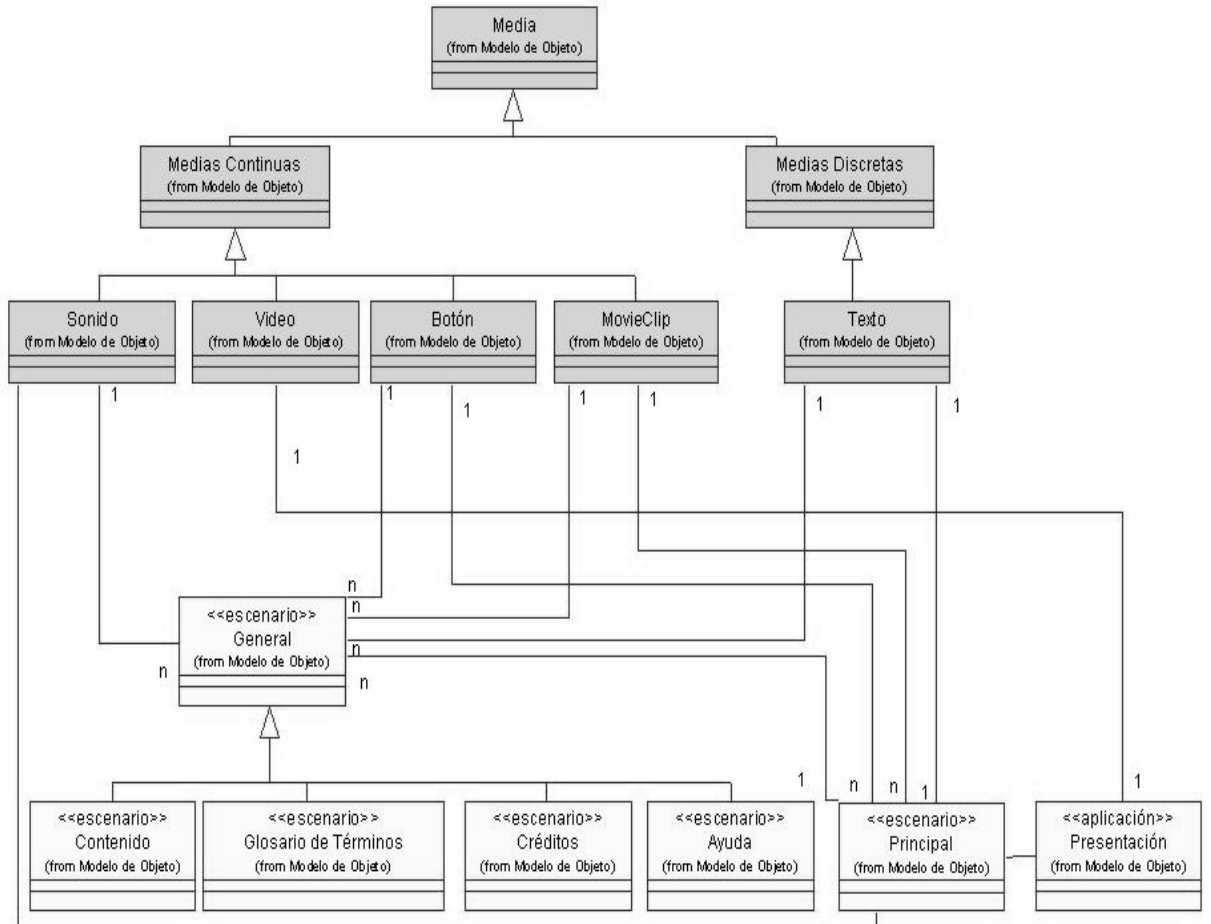 Media
(from Modelo de Objeto)
Medias Continuas
(from Modelo de Objeto)
Medias Discretas
(from Modelo de Objeto)
Sonido
(from Modelo de Objeto)
Video
(from Modelo de Objeto)
Botón
(from Modelo de Objeto)
MovieClip
(from Modelo de Objeto)
Texto
(from Modelo de Objeto)
1
1
1
1
1
1
1
1
n
n
n
n
n
<<escenario>>
General
(from Modelo de Objeto)
1
n
n
1
1
<<escenario>>
Contenido
(from Modelo de Objeto)
<<escenario>>
Glosario de Términos
(from Modelo de Objeto)
<<escenario>>
Créditos
(from Modelo de Objeto)
<<escenario>>
Ayuda
(from Modelo de Objeto)
<<escenario>>
Principal
(from Modelo de Objeto)
<<aplicación>>
Presentación
(from Modelo de Objeto)